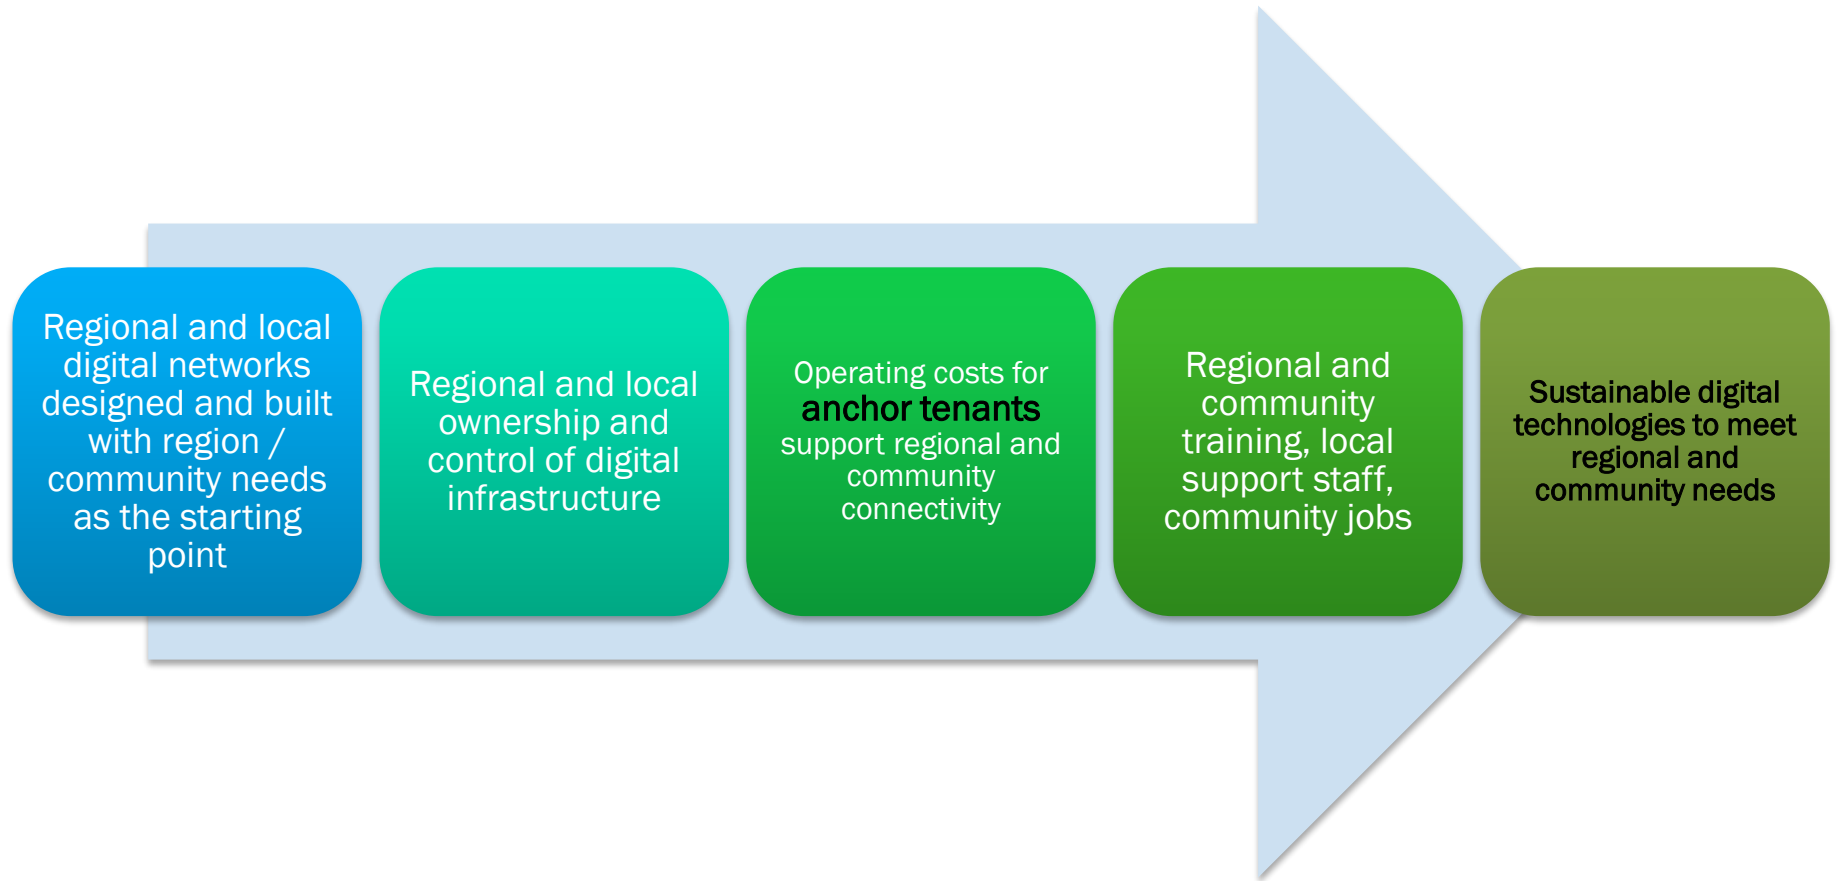 Regional and local
digital networks
designed and built
with region /
community needs
as the starting
point
Regional and local
ownership and
control of digital
infrastructure
Operating costs for
anchor tenants
support regional and
community
connectivity
Regional and
community
training, local
support staff,
community jobs
Sustainable digital
technologies to meet
regional and
community needs